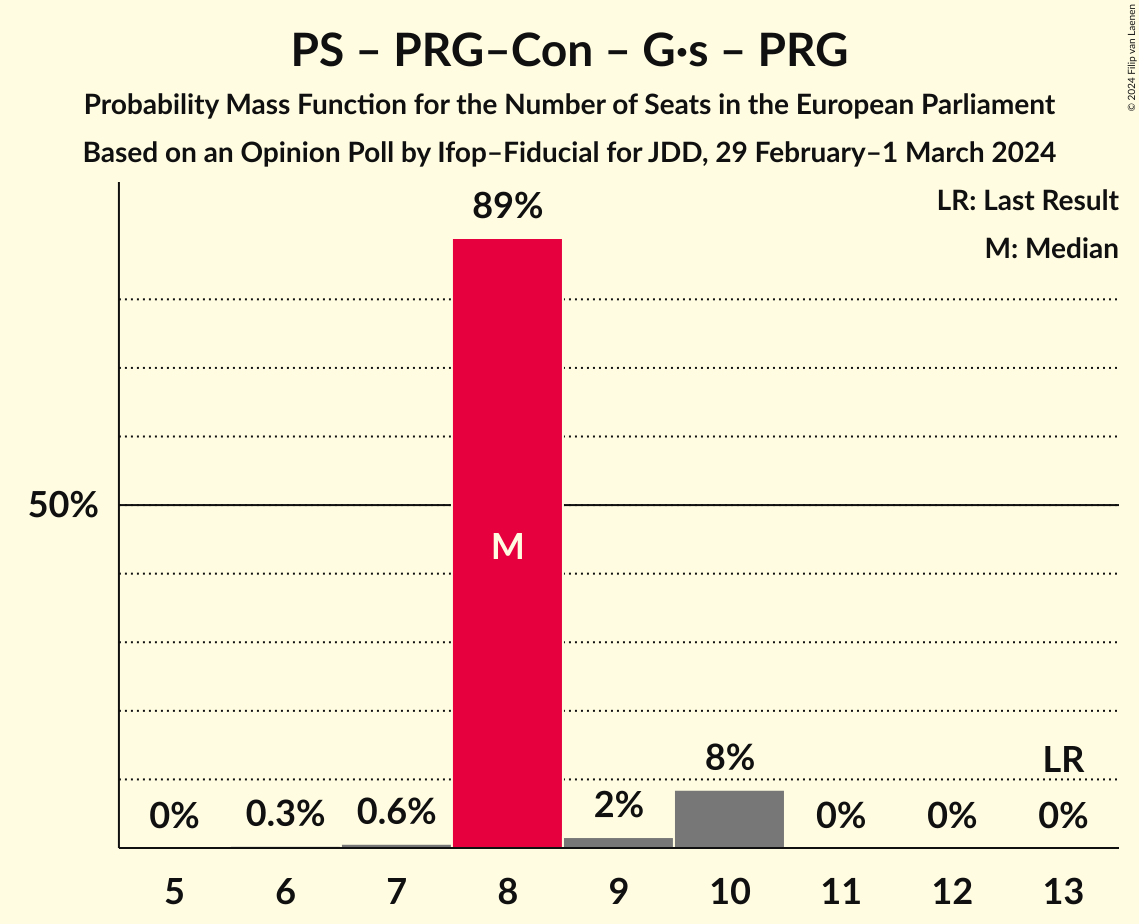 PS – PRG–Con – G·s – PRG
Probability Mass Function for the Number of Seats in the European Parliament
Based on an Opinion Poll by Ifop–Fiducial for JDD, 29 February–1 March 2024
© 2024 Filip van Laenen
LR: Last Result
M: Median
89%
50%
M
0%
0.3%
0.6%
2%
8%
0%
0%
LR
0%
5
6
7
8
9
10
11
12
13